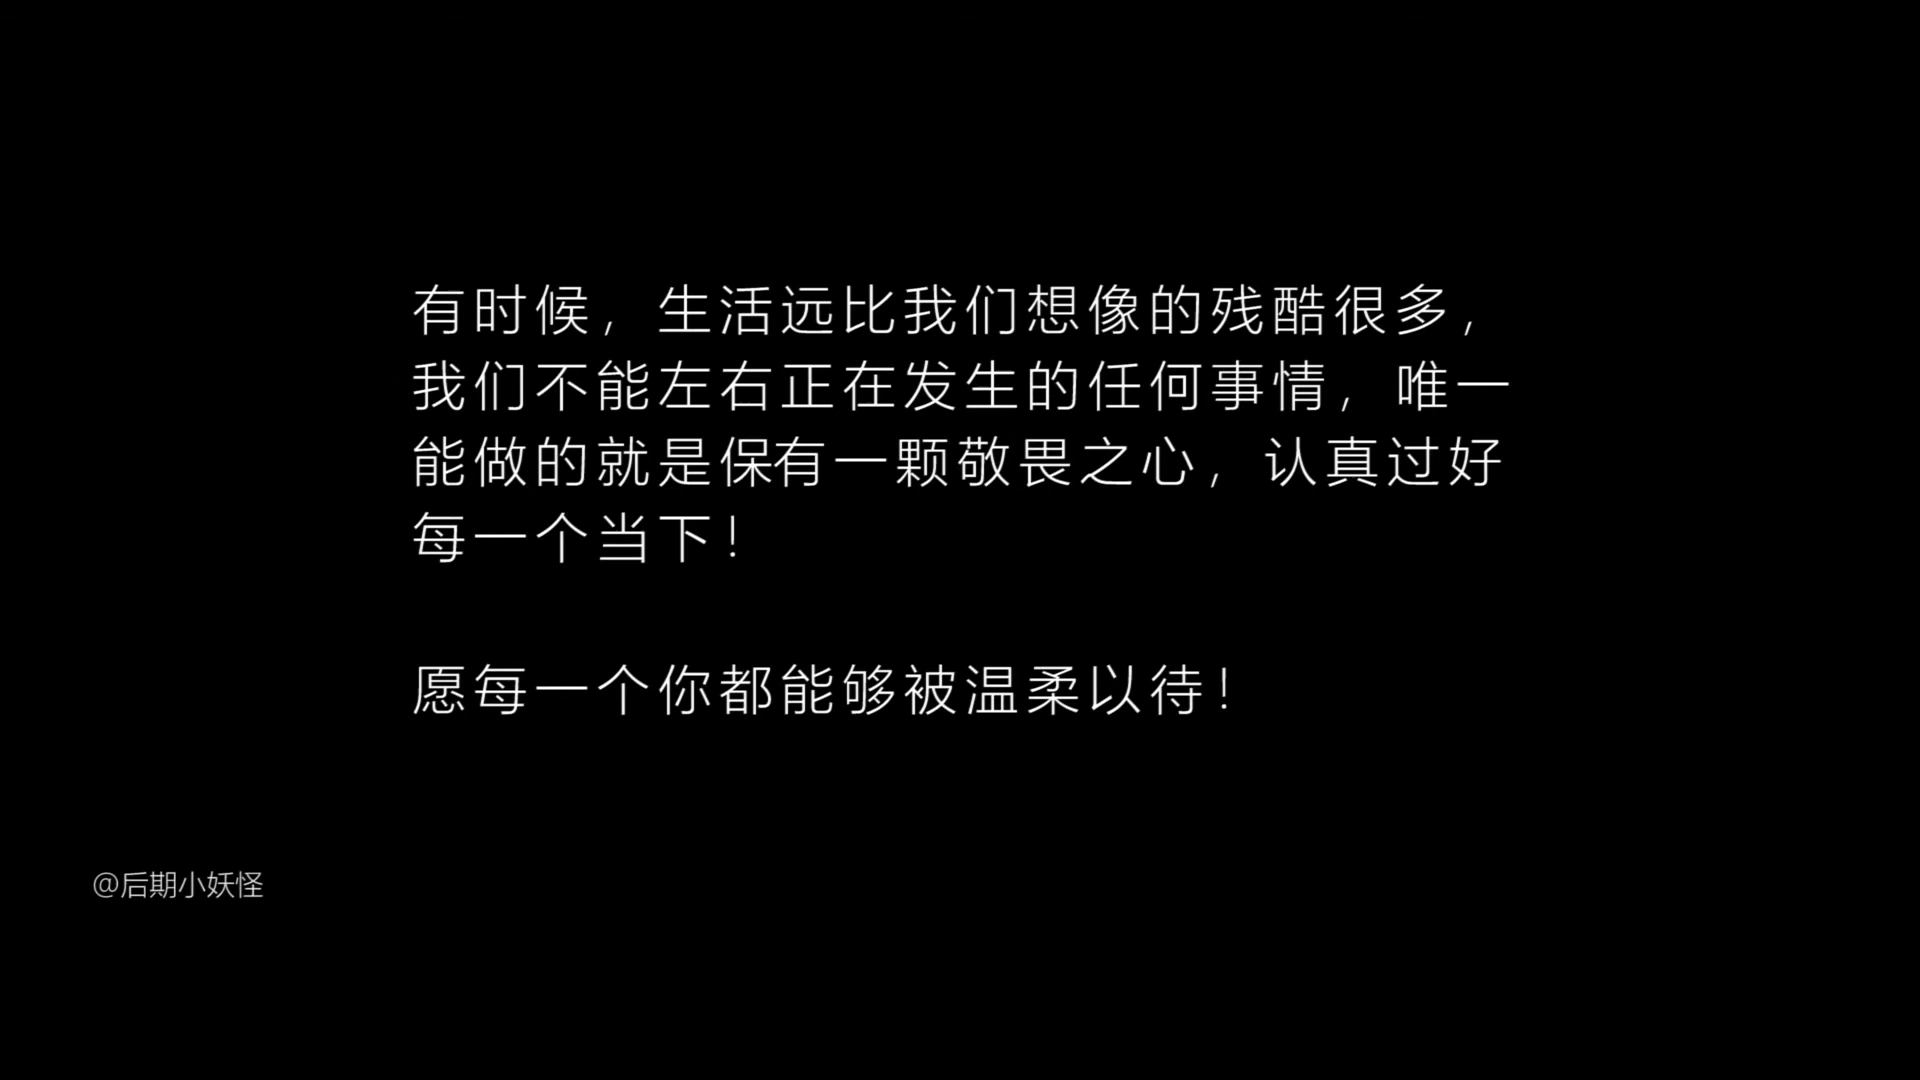 有时候，生活远比我们想像的残酷很多，
我们不能左右正在发生的任何事情，唯一
能做的就是保有一颗敬畏之心，认真过好
每一个当下！
愿每一个你都能够被温柔以待！
@后期小妖怪